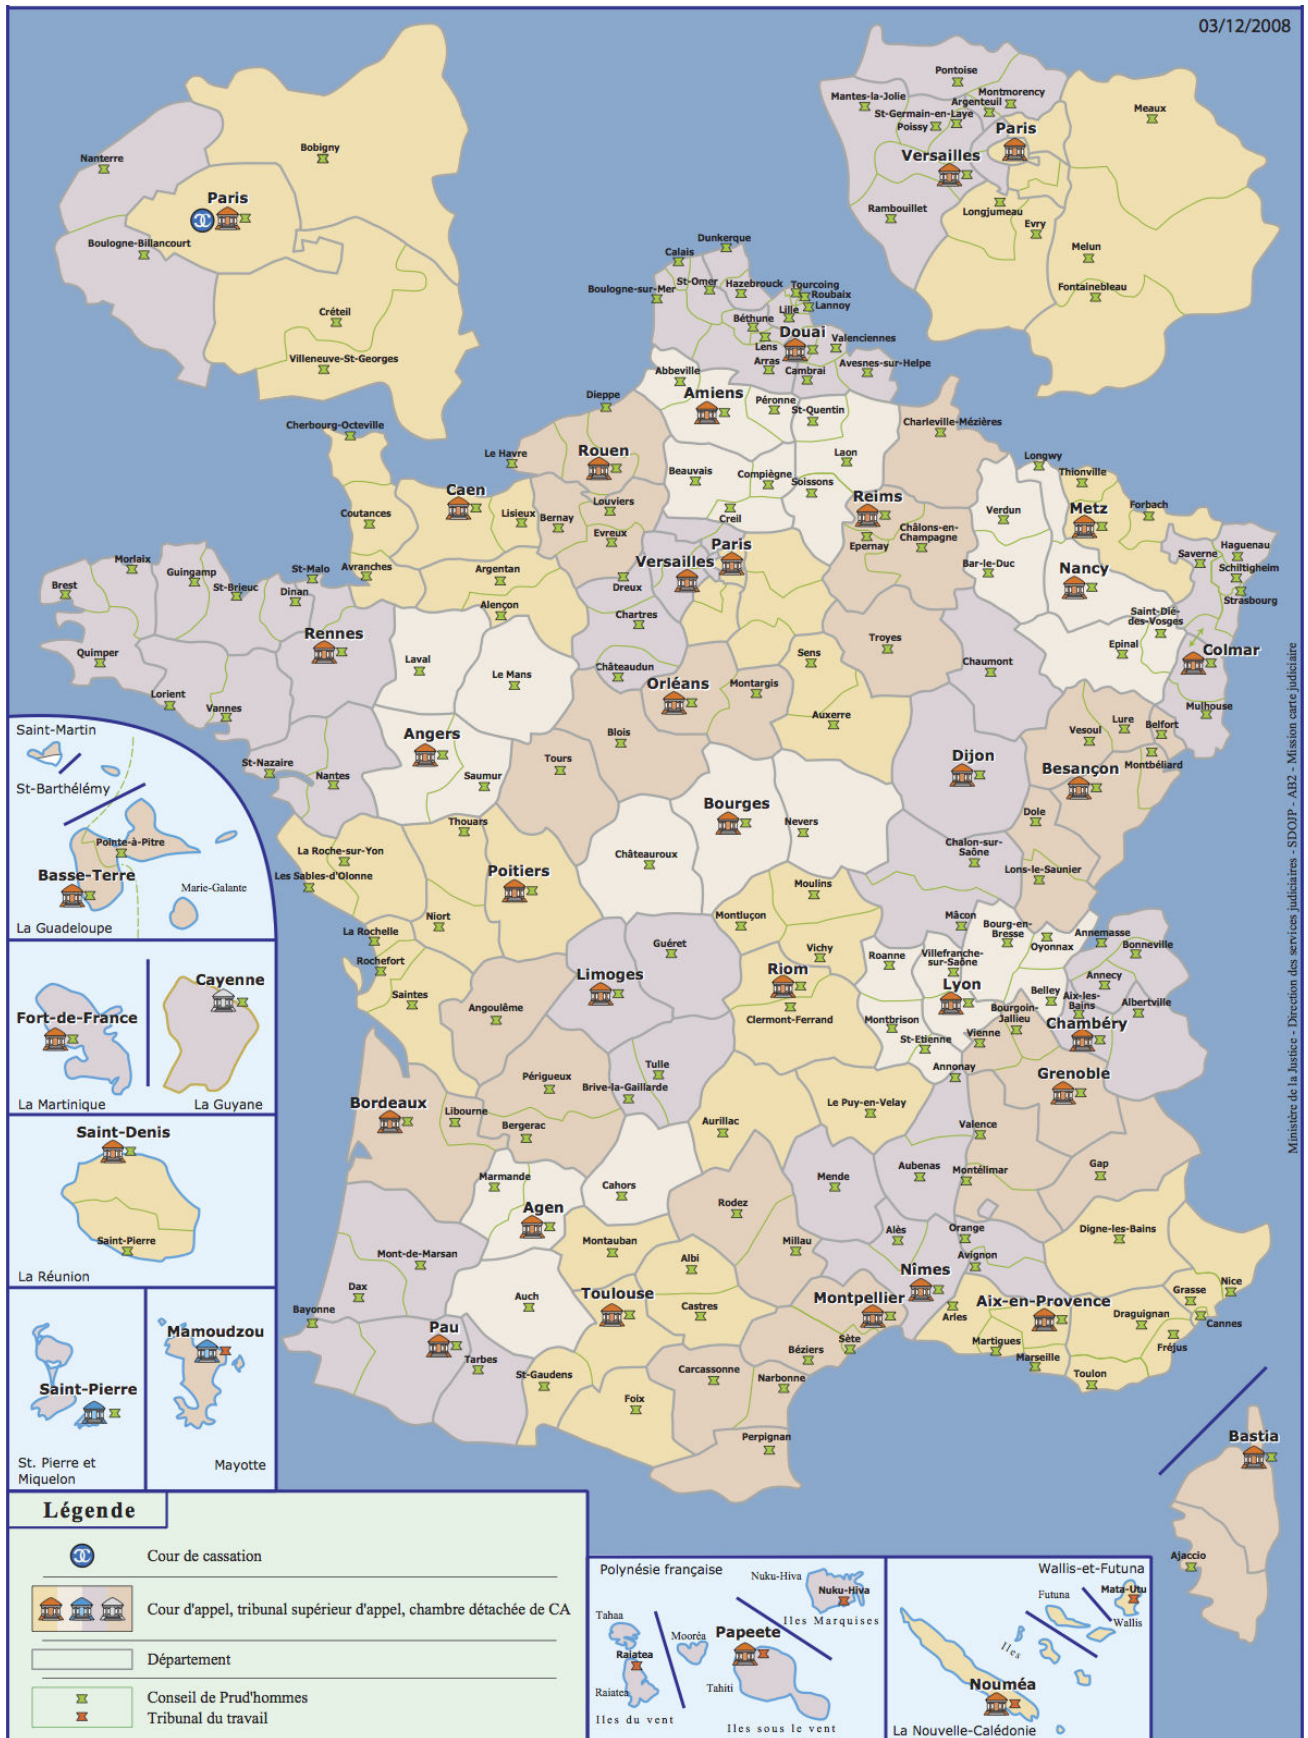 03/12/2008
Pontoise
Mantes-la-Jolie
Montmorency
Argenteuil
St-Germain-en-Laye
Poissy
Paris
Meaux
Versailles
Rambouillet
Longjumeau
Evry
Melun
Fontainebleau
Nanterre
Bobigny
Paris
Boulogne-Billancourt
Créteil
Villeneuve-St-Georges
Dunkerque
Calais
St-Omer
Hazebrouck
Tourcoing
Roubaix
Lannoy
Boulogne-sur-Mer
Lille
Béthune
Douai
Lens
Valenciennes
Arras
Cambrai
Avesnes-sur-Helpe
Abbeville
Amiens
Péronne
St-Quentin
Dieppe
Charleville-Mézières
Cherbourg-Octeville
Le Havre
Rouen
Laon
Longwy
Thionville
Beauvais
Compiègne
Soissons
Caen
Louviers
Reims
Verdun
Metz
Forbach
Coutances
Lisieux
Bernay
Creil
Evreux
Epernay
Châlons-en-
Champagne
Haguenau
Saverne
Schiltigheim
Strasbourg
Morlaix
Guingamp
St-Malo
Avranches
Argentan
Versailles
Paris
Bar-le-Duc
Nancy
Brest
St-Brieuc
Dinan
Dreux
Alençon
Chartres
Saint-Dié-
des-Vosges
Rennes
Quimper
Laval
Le Mans
Châteaudun
Sens
Troyes
Chaumont
Epinal
Colmar
Orléans
Montargis
Lorient
Vannes
Auxerre
Mulhouse
Angers
Blois
Lure
Belfort
Vesoul
St-Nazaire
Nantes
Saumur
Tours
Dijon
Besançon
Montbéliard
Bourges
Nevers
Dole
Thouars
La Roche-sur-Yon
Les Sables-d'Olonne
Châteauroux
Chalon-sur-
Saône
Lons-le-Saunier
Poitiers
Moulins
Niort
Montluçon
Mâcon
Bourg-en-
Bresse
Oyonnax
Annemasse
Bonneville
La Rochelle
Guéret
Vichy
Roanne
Villefranche-
sur-Saône
Rochefort
Limoges
Riom
Lyon
Belley
Annecy
Aix-les-
Bains
Albertville
Saintes
Angoulême
Clermont-Ferrand
Montbrison
St-Etienne
Vienne
Bourgoin-
Jallieu
Chambéry
Périgueux
Tulle
Brive-la-Gaillarde
Annonay
Grenoble
Bordeaux
Libourne
Bergerac
Le Puy-en-Velay
Aurillac
Valence
Marmande
Cahors
Mende
Aubenas
Montélimar
Gap
Agen
Rodez
Montauban
Millau
Alès
Orange
Avignon
Digne-les-Bains
Mont-de-Marsan
Albi
Nîmes
Dax
Auch
Toulouse
Castres
Montpellier
Arles
Aix-en-Provence
Grasse
Nice
Bayonne
Pau
Draguignan
Cannes
Tarbes
Béziers
Sète
Martigues
Fréjus
St-Gaudens
Carcassonne
Narbonne
Marseille
Toulon
Foix
Perpignan
Bastia
Ajaccio
Saint-Martin
St-Barthélémy
Pointe-à-Pitre
Basse-Terre
Marie-Galante
La Guadeloupe
Fort-de-France
La Martinique
Cayenne
La Guyane
Saint-Denis
Saint-Pierre
La Réunion
Saint-Pierre
St. Pierre et
Miquelon
Mamoudzou
Mayotte
Légende
Cour de cassation
Cour d'appel, tribunal supérieur d'appel, chambre détachée de CA
Département
Conseil de Prud'hommes
Tribunal du travail
Polynésie française
Nuku-Hiva
Nuku-Hiva
Iles Marquises
Tahaa
Raiatea
Raiatea
Iles du vent
Mooréa
Papeete
Tahiti
Iles sous le vent
Wallis-et-Futuna
Mata-Utu
Futuna
Wallis
Iles
Nouméa
La Nouvelle-Calédonie
Ministère de la Justice - Direction des services judiciaires - SDOJP - AB2 - Mission carte judiciaire